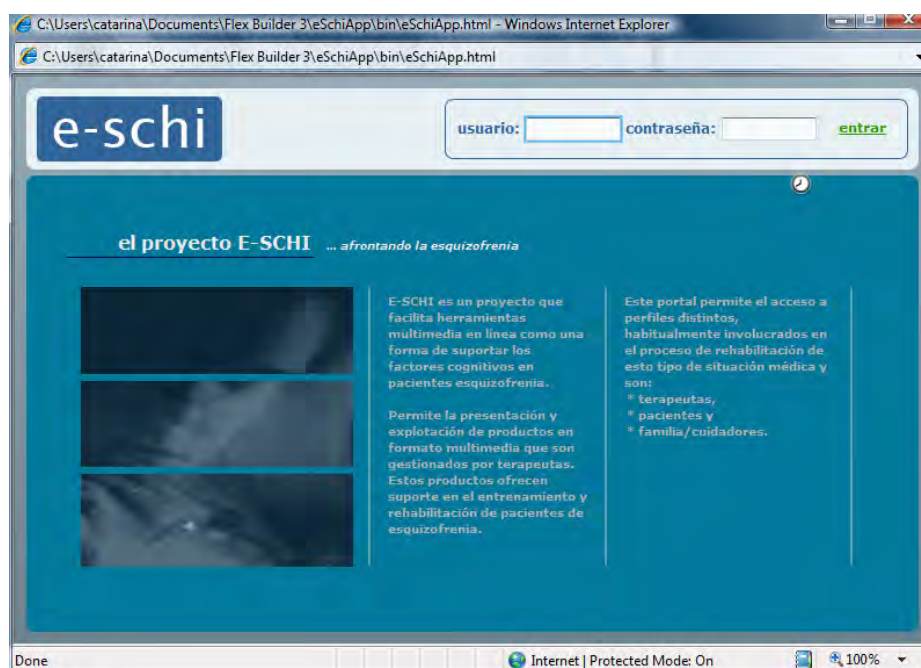 C:\Users\catarina\Documents\Flex Builder 3\eSchiApp\bin\eSchiApp.html - Windows Internet Explorer
C:\Users\catarina\Documents\Flex Builder 3\eSchiApp\bin\eSchiApp.html
e-schi
usuario: contraseña: entrar
el proyecto E-SCHI ... afrontando la esquizofrenia
E-SCHI es un proyecto que
facilita herramientas
multimedia en línea como una
forma de suportar los
factores cognitivos en
pacientes esquizofrenia.
Permite la presentación y
explotación de productos en
formato multimedia que son
gestionados por terapeutas.
Estos productos ofrecen
suporte en el entrenamiento y
rehabilitación de pacientes de
esquizofrenia.
Este portal permite el acceso a
perfiles distintos,
habitualmente involucrados en
el proceso de rehabilitación de
esto tipo de situación médica y
son:
* terapeutas,
* pacientes y
* familia/cuidadores.
Done Internet | Protected Mode: On 100%